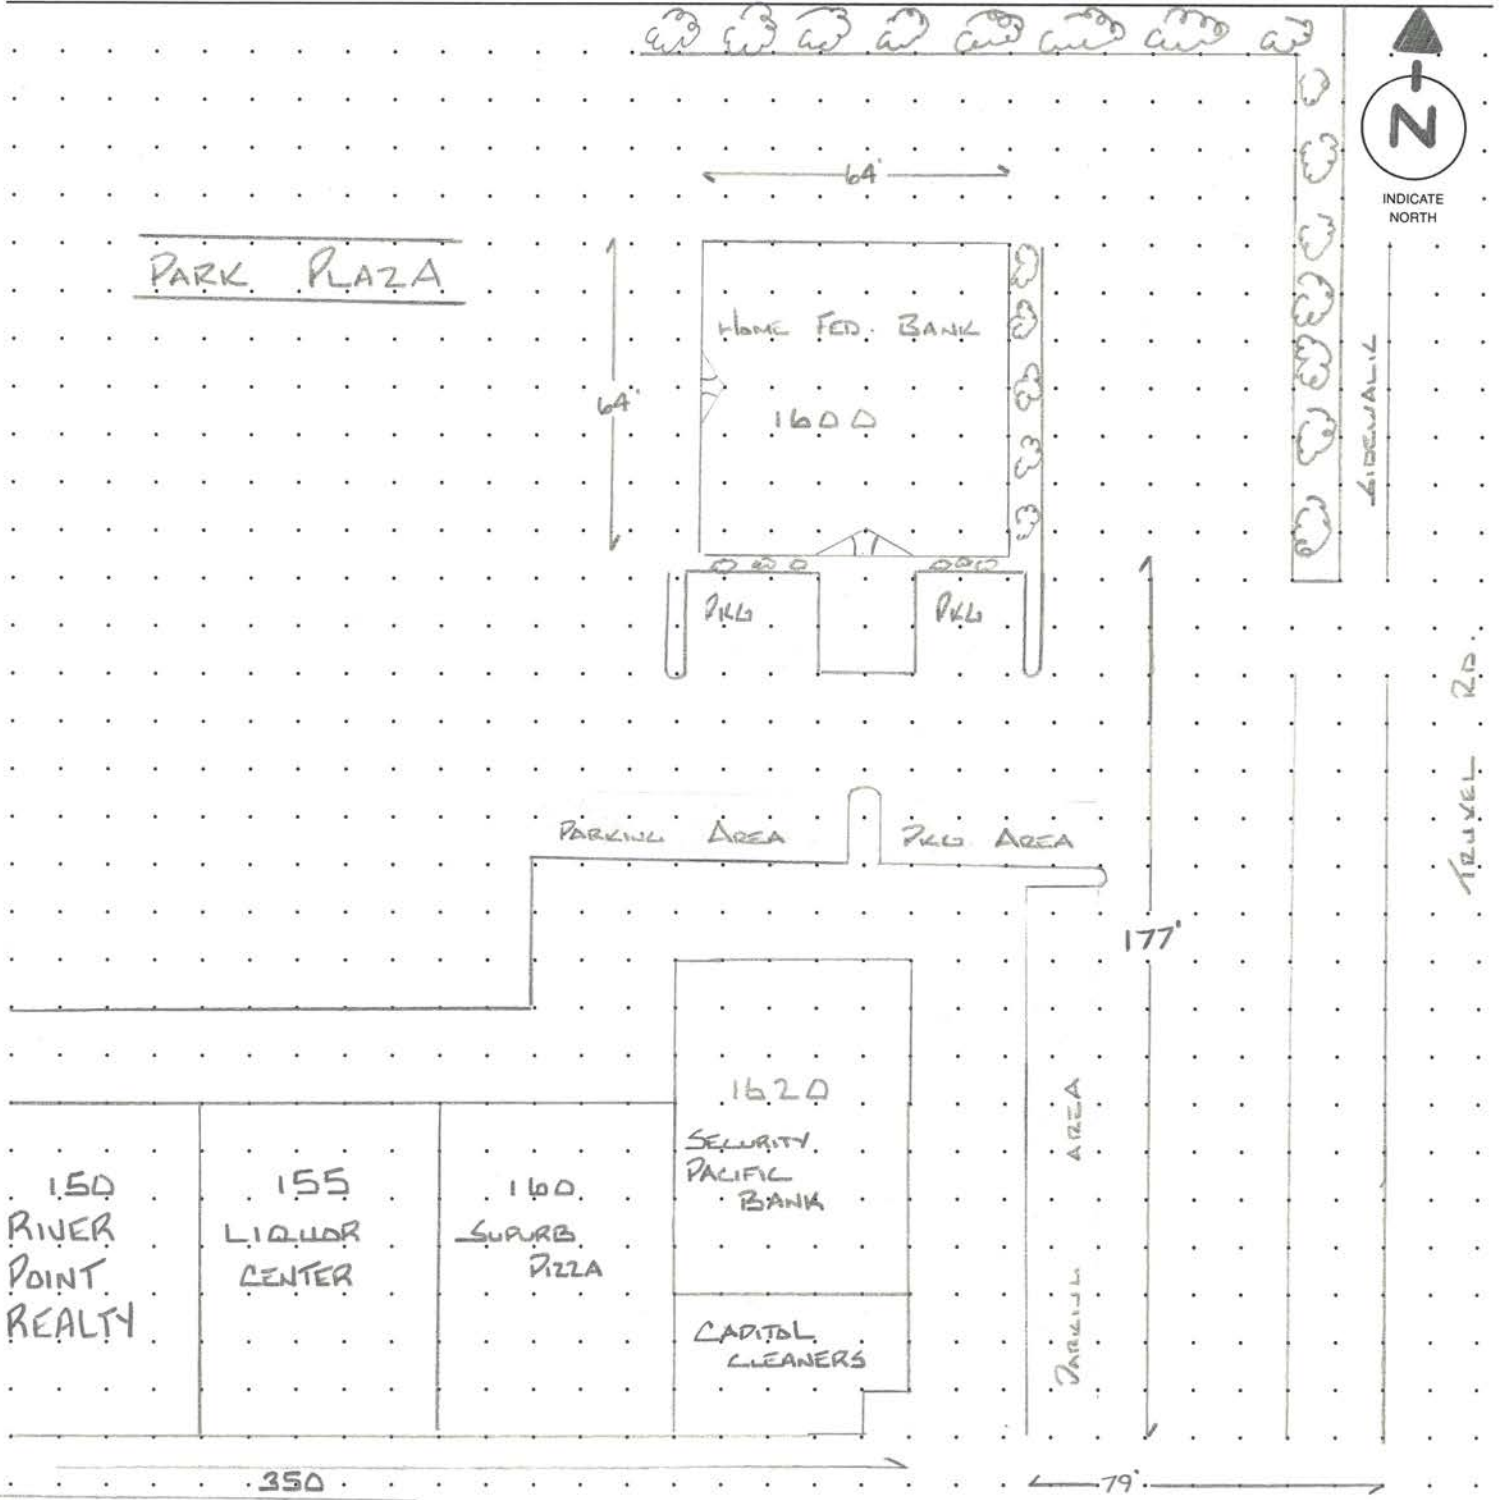 N
INDICATE
NORTH
64'
PARK PLAZA
HOME FED. BANK
64'
1600
SIDEWALK
PKG
PKG
TRUXEL RD.
PARKING AREA
PKG AREA
177'
1620
SECURITY
PACIFIC
BANK
PARKING AREA
150
RIVER
POINT
REALTY
155
LIQUOR
CENTER
160
SUPURB
PIZZA
CAPITOL
CLEANERS
350
79'